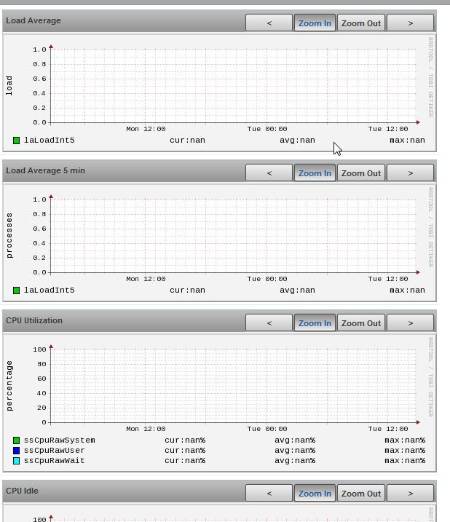 Load Average < Zoom In Zoom Out >
load
1.0
0.8
0.6
0.4
0.2
0.0
Mon 12:00 Tue 00:00 Tue 12:00
laLoadInt5 cur:nan avg:nan max:nan
RRDTOOL / TOBI OETIKER
Load Average 5 min < Zoom In Zoom Out >
processes
1.0
0.8
0.6
0.4
0.2
0.0
Mon 12:00 Tue 00:00 Tue 12:00
laLoadInt5 cur:nan avg:nan max:nan
RRDTOOL / TOBI OETIKER
CPU Utilization < Zoom In Zoom Out >
percentage
100
80
60
40
20
0
Mon 12:00 Tue 00:00 Tue 12:00
ssCpuRawSystem cur:nan% avg:nan% max:nan%
ssCpuRawUser cur:nan% avg:nan% max:nan%
ssCpuRawWait cur:nan% avg:nan% max:nan%
RRDTOOL / TOBI OETIKER
CPU Idle < Zoom In Zoom Out >
100